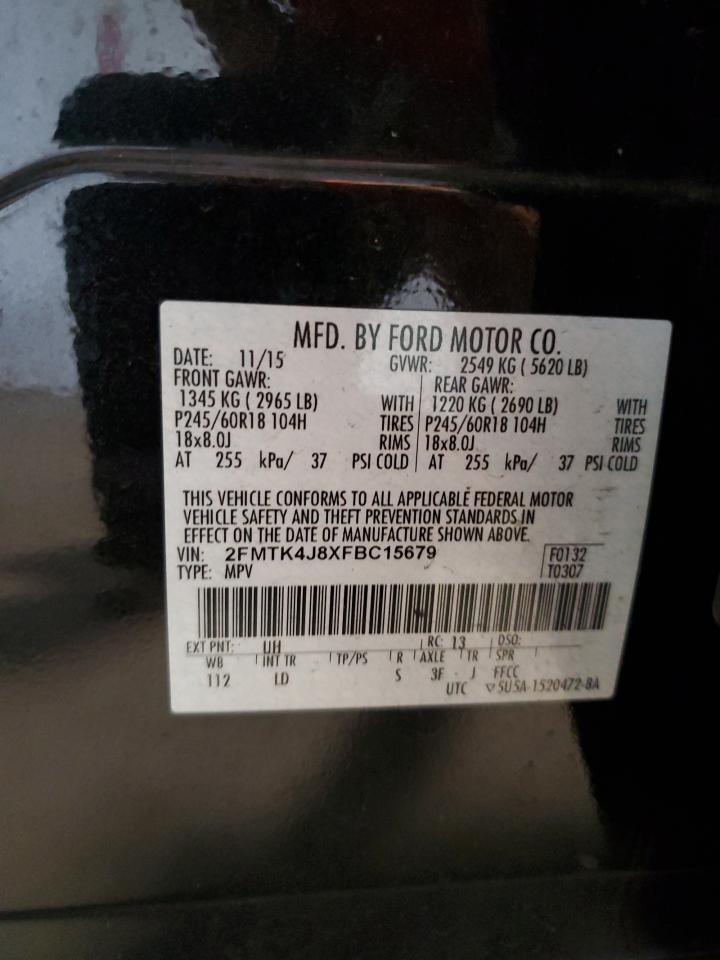 MFD. BY FORD MOTOR CO.
DATE: 11/15 GVWR: 2549 KG ( 5620 LB)
FRONT GAWR: REAR GAWR:
1345 KG ( 2965 LB) WITH 1220 KG ( 2690 LB) WITH
P245/60R18 104H TIRES P245/60R18 104H TIRES
18x8.0J RIMS 18x8.0J RIMS
AT 255 kPa/ 37 PSI COLD AT 255 kPa/ 37 PSI COLD
THIS VEHICLE CONFORMS TO ALL APPLICABLE FEDERAL MOTOR
VEHICLE SAFETY AND THEFT PREVENTION STANDARDS IN
EFFECT ON THE DATE OF MANUFACTURE SHOWN ABOVE.
VIN: 2FMTK4J8XFBC15679 F0132
TYPE: MPV T0307
EXT PNT: UH RC: 13 DSO:
WB INT TR TP/PS R AXLE TR SPR
112 LD S 3F J FFCC
UTC ▽5U5A-1520472-BA